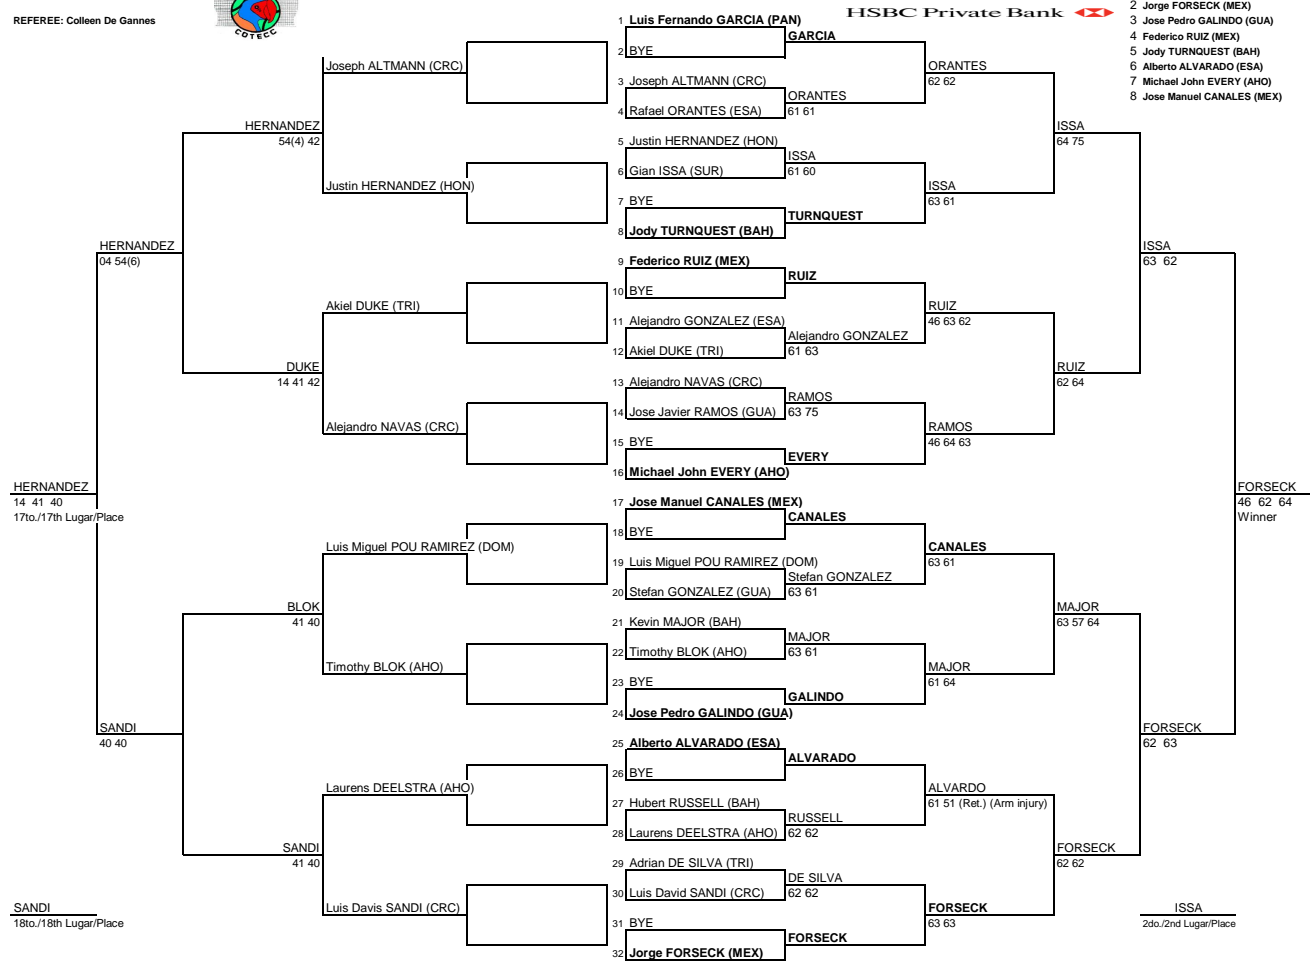 2 Jorge FORSECK (MEX)
REFEREE: Colleen De Gannes
COTECC
HSBC Private Bank
3 Jose Pedro GALINDO (GUA)
4 Federico RUIZ (MEX)
5 Jody TURNQUEST (BAH)
6 Alberto ALVARADO (ESA)
7 Michael John EVERY (AHO)
8 Jose Manuel CANALES (MEX)
1 Luis Fernando GARCIA (PAN)
GARCIA
2 BYE
Joseph ALTMANN (CRC)
ORANTES
62 62
3 Joseph ALTMANN (CRC)
ORANTES
61 61
4 Rafael ORANTES (ESA)
HERNANDEZ
54(4) 42
ISSA
64 75
5 Justin HERNANDEZ (HON)
ISSA
61 60
6 Gian ISSA (SUR)
Justin HERNANDEZ (HON)
ISSA
63 61
7 BYE
TURNQUEST
8 Jody TURNQUEST (BAH)
HERNANDEZ
04 54(6)
ISSA
63 62
9 Federico RUIZ (MEX)
RUIZ
10 BYE
Akiel DUKE (TRI)
RUIZ
46 63 62
11 Alejandro GONZALEZ (ESA)
Alejandro GONZALEZ
61 63
12 Akiel DUKE (TRI)
DUKE
14 41 42
RUIZ
62 64
13 Alejandro NAVAS (CRC)
RAMOS
63 75
14 Jose Javier RAMOS (GUA)
Alejandro NAVAS (CRC)
RAMOS
46 64 63
15 BYE
EVERY
16 Michael John EVERY (AHO)
HERNANDEZ
14 41 40
17to./17th Lugar/Place
FORSECK
46 62 64
Winner
17 Jose Manuel CANALES (MEX)
CANALES
18 BYE
Luis Miguel POU RAMIREZ (DOM)
CANALES
63 61
19 Luis Miguel POU RAMIREZ (DOM)
Stefan GONZALEZ
63 61
20 Stefan GONZALEZ (GUA)
BLOK
41 40
MAJOR
63 57 64
21 Kevin MAJOR (BAH)
MAJOR
63 61
22 Timothy BLOK (AHO)
Timothy BLOK (AHO)
MAJOR
61 64
23 BYE
GALINDO
24 Jose Pedro GALINDO (GUA)
SANDI
40 40
FORSECK
62 63
25 Alberto ALVARADO (ESA)
ALVARADO
26 BYE
Laurens DEELSTRA (AHO)
ALVARDO
61 51 (Ret.) (Arm injury)
27 Hubert RUSSELL (BAH)
RUSSELL
62 62
28 Laurens DEELSTRA (AHO)
SANDI
41 40
FORSECK
62 62
29 Adrian DE SILVA (TRI)
DE SILVA
62 62
30 Luis David SANDI (CRC)
Luis Davis SANDI (CRC)
FORSECK
63 63
31 BYE
FORSECK
32 Jorge FORSECK (MEX)
SANDI
18to./18th Lugar/Place
ISSA
2do./2nd Lugar/Place